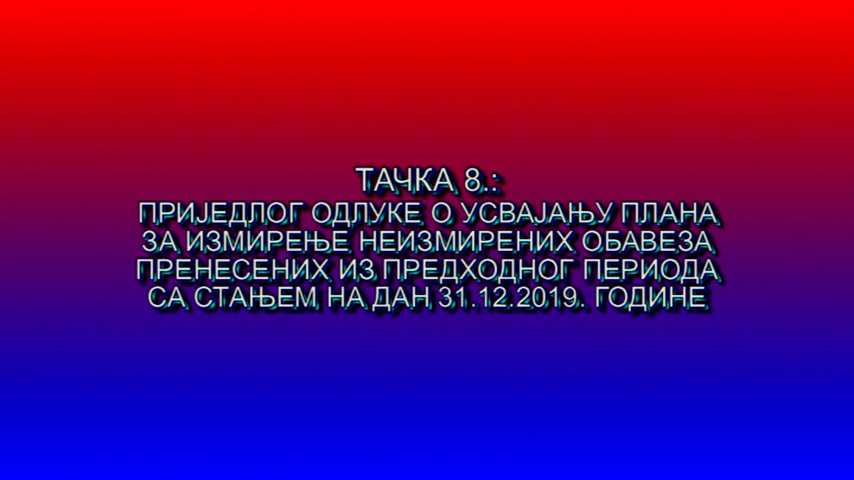 ТАЧКА 8.:
ПРИЈЕДЛОГ ОДЛУКЕ О УСВАЈАЊУ ПЛАНА
ЗА ИЗМИРЕЊЕ НЕИЗМИРЕНИХ ОБАВЕЗА
ПРЕНЕСЕНИХ ИЗ ПРЕДХОДНОГ ПЕРИОДА
СА СТАЊЕМ НА ДАН 31.12.2019. ГОДИНЕ